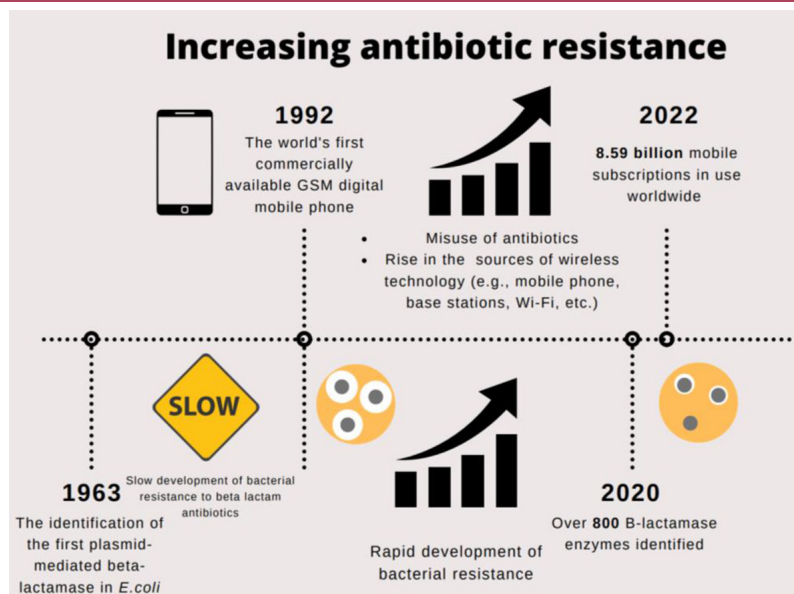 Increasing antibiotic resistance
1992
The world's first
commercially
available GSM digital
mobile phone
2022
8.59 billion mobile
subscriptions in use
worldwide
• Misuse of antibiotics
• Rise in the sources of wireless
technology (e.g., mobile phone,
base stations, Wi-Fi, etc.)
SLOW
Slow development of bacterial
resistance to beta lactam
antibiotics
1963
The identification of
the first plasmid-
mediated beta-
lactamase in E.coli
Rapid development of
bacterial resistance
2020
Over 800 B-lactamase
enzymes identified